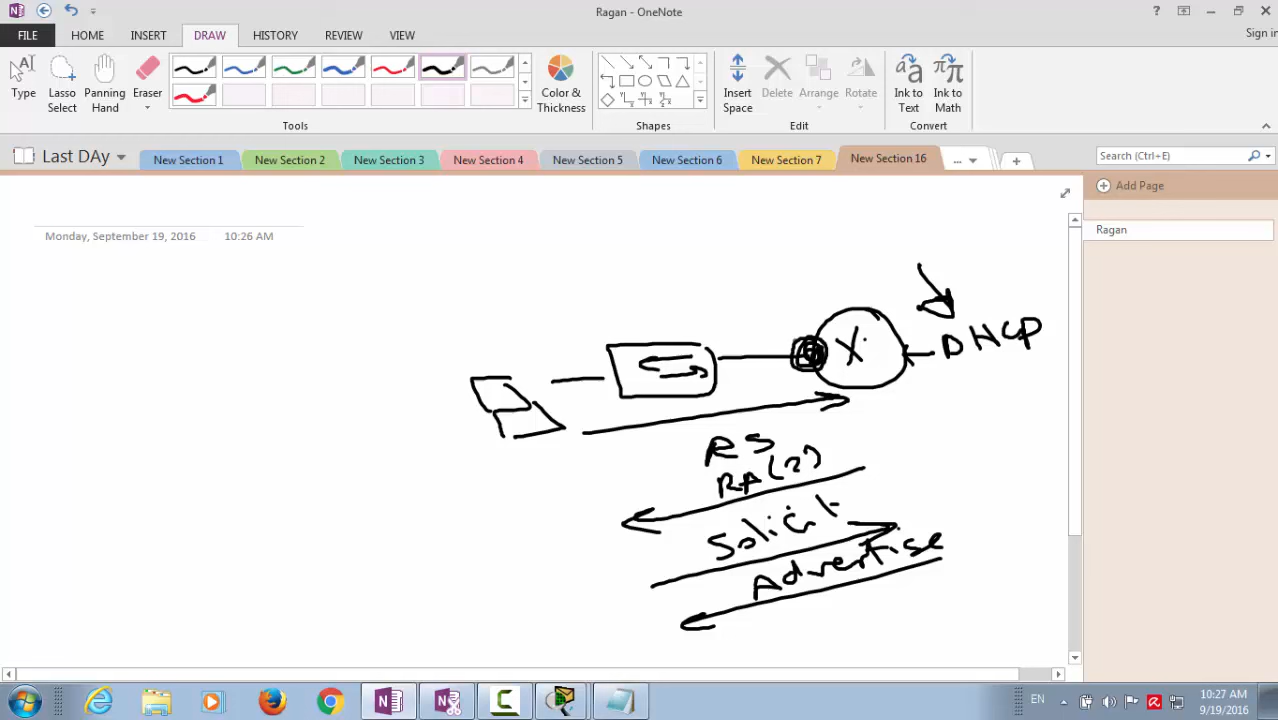 Ragan - OneNote
Sign in
FILE HOME INSERT DRAW HISTORY REVIEW VIEW
Type
Lasso Select
Panning Hand
Eraser
Color & Thickness
Insert Space
Delete
Arrange
Rotate
Ink to Text
Ink to Math
Tools
Shapes
Edit
Convert
Last DAy
New Section 1
New Section 2
New Section 3
New Section 4
New Section 5
New Section 6
New Section 7
New Section 16
...
Search (Ctrl+E)
Add Page
Ragan
Monday, September 19, 2016 10:26 AM
X
DHCP
RS
RA(2)
Solicit
Advertise
EN
10:27 AM
9/19/2016